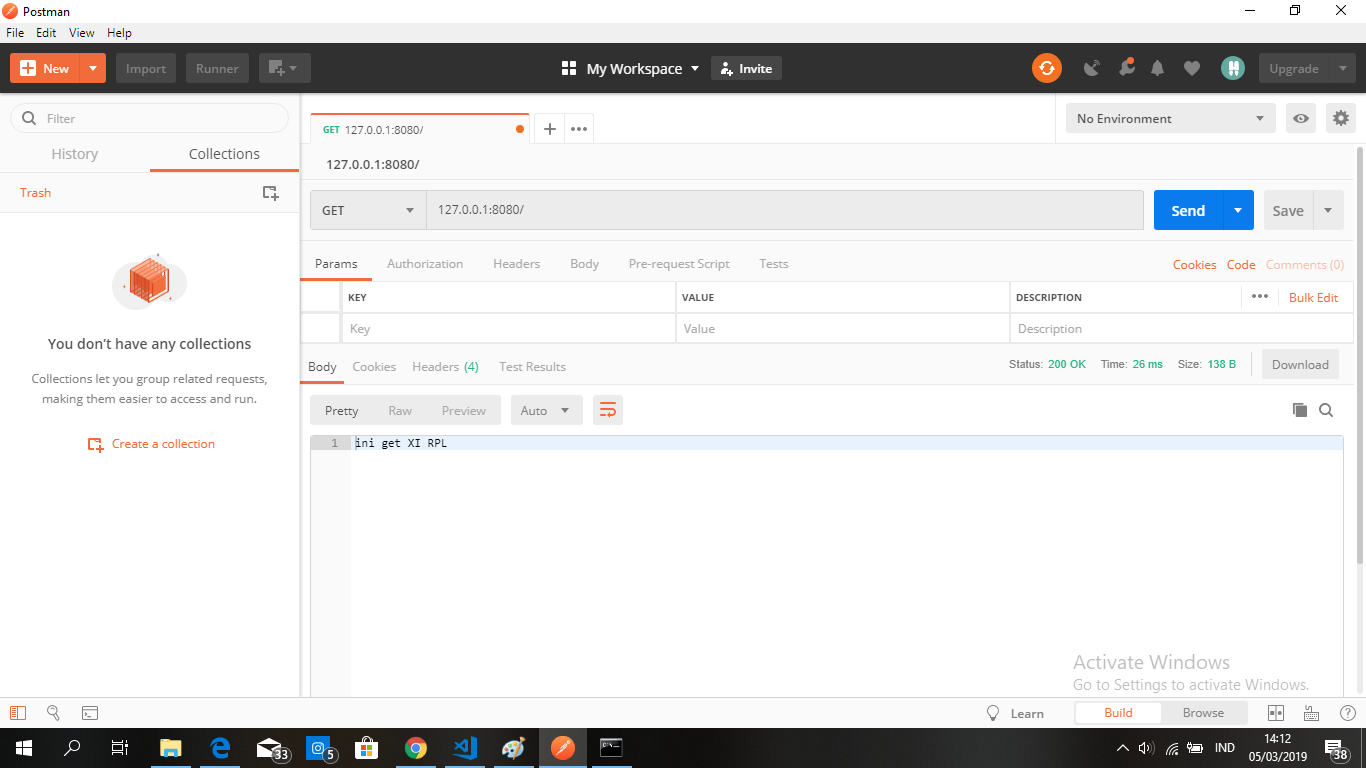 Postman
File Edit View Help
New Import Runner My Workspace Invite Upgrade
Filter
History Collections
Trash
You don't have any collections
Collections let you group related requests,
making them easier to access and run.
Create a collection
GET 127.0.0.1:8080/
No Environment
127.0.0.1:8080/
GET 127.0.0.1:8080/ Send Save
Params Authorization Headers Body Pre-request Script Tests Cookies Code Comments (0)
KEY VALUE DESCRIPTION Bulk Edit
Key Value Description
Body Cookies Headers (4) Test Results Status: 200 OK Time: 26 ms Size: 138 B Download
Pretty Raw Preview Auto
1 ini get XI RPL
Activate Windows
Go to Settings to activate Windows.
Learn Build Browse
33 5 IND 14:12
05/03/2019 38